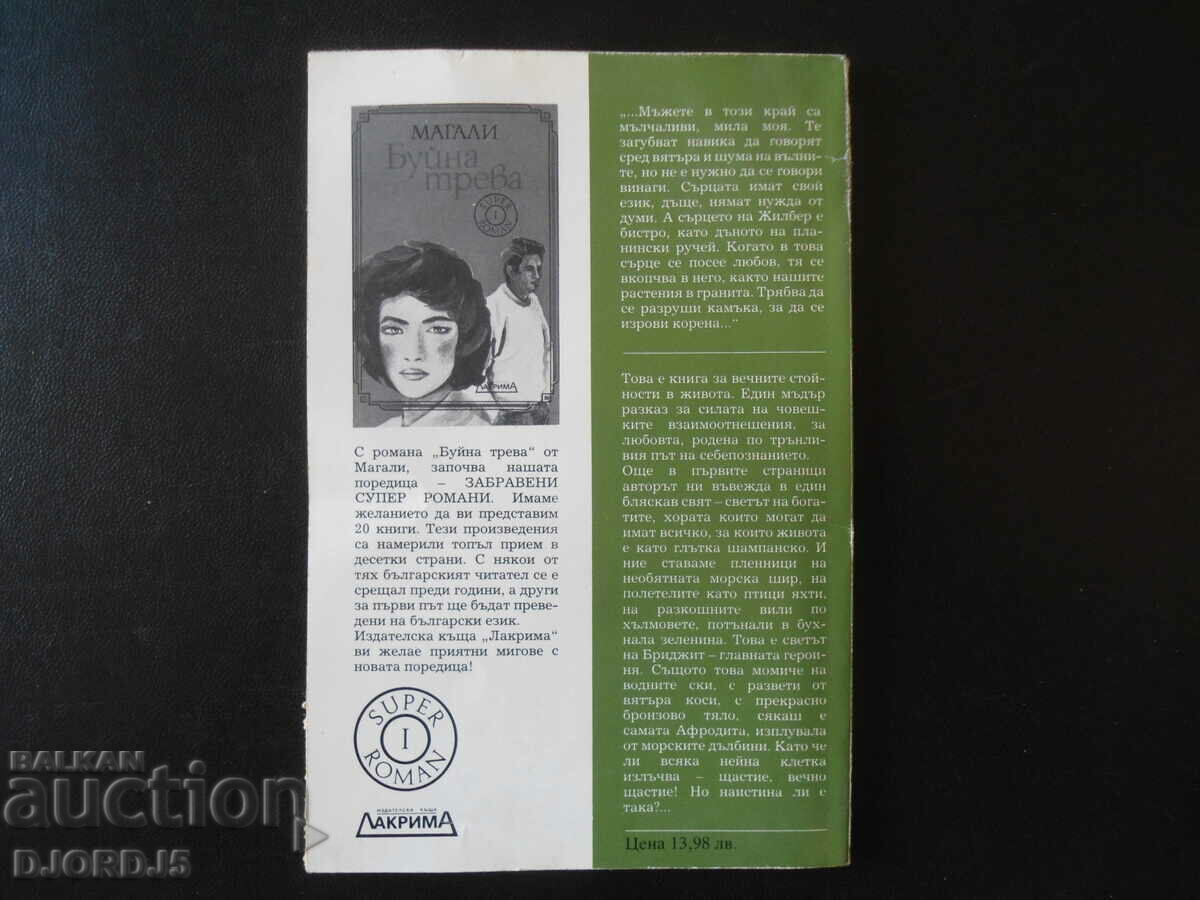 МАГАЛИ
Буйна
трева
SUPER
I
ROMAN
ЛАКРИМА
С романа „Буйна трева“ от
Магали, започва нашата
поредица – ЗАБРАВЕНИ
СУПЕР РОМАНИ. Имаме
желанието да ви представим
20 книги. Тези произведения
са намерили топъл прием в
десетки страни. С някои от
тях българският читател се е
срещал преди години, а други
за първи път ще бъдат преве-
дени на български език.
Издателска къща „Лакрима“
ви желае приятни мигове с
новата поредица!
SUPER
I
ROMAN
ИЗДАТЕЛСКА КЪЩА
ЛАКРИМА
„...Мъжете в този край са
мълчаливи, мила моя. Те
загубват навика да говорят
сред вятъра и шума на вълни-
те, но не е нужно да се говори
винаги. Сърцата имат свой
език, дъще, нямат нужда от
думи. А сърцето на Жилбер е
бистро, като дъното на пла-
нински ручей. Когато в това
сърце се посее любов, тя се
вкопчва в него, както нашите
растения в гранита. Трябва да
се разруши камъка, за да се
изрови корена...“
Това е книга за вечните стой-
ности в живота. Един мъдър
разказ за силата на човеш-
ките взаимоотношения, за
любовта, родена по трънли-
вия път на себепознанието.
Още в първите страници
авторът ни въвежда в един
бляскав свят – светът на бога-
тите, хората които могат да
имат всичко, за които живота
е като глътка шампанско. И
ние ставаме пленници на
необятната морска шир, на
полетелите като птици яхти,
на разкошните вили по
хълмовете, потънали в бух-
нала зеленина. Това е светът
на Бриджит – главната герои-
ня. Същото това момиче на
водните ски, с развети от
вятъра коси, с прекрасно
бронзово тяло, сякаш е
самата Афродита, изплувала
от морските дълбини. Като че
ли всяка нейна клетка
излъчва – щастие, вечно
щастие! Но наистина ли е
така?...
Цена 13,98 лв.
BALKAN
auction
DJORD_J5